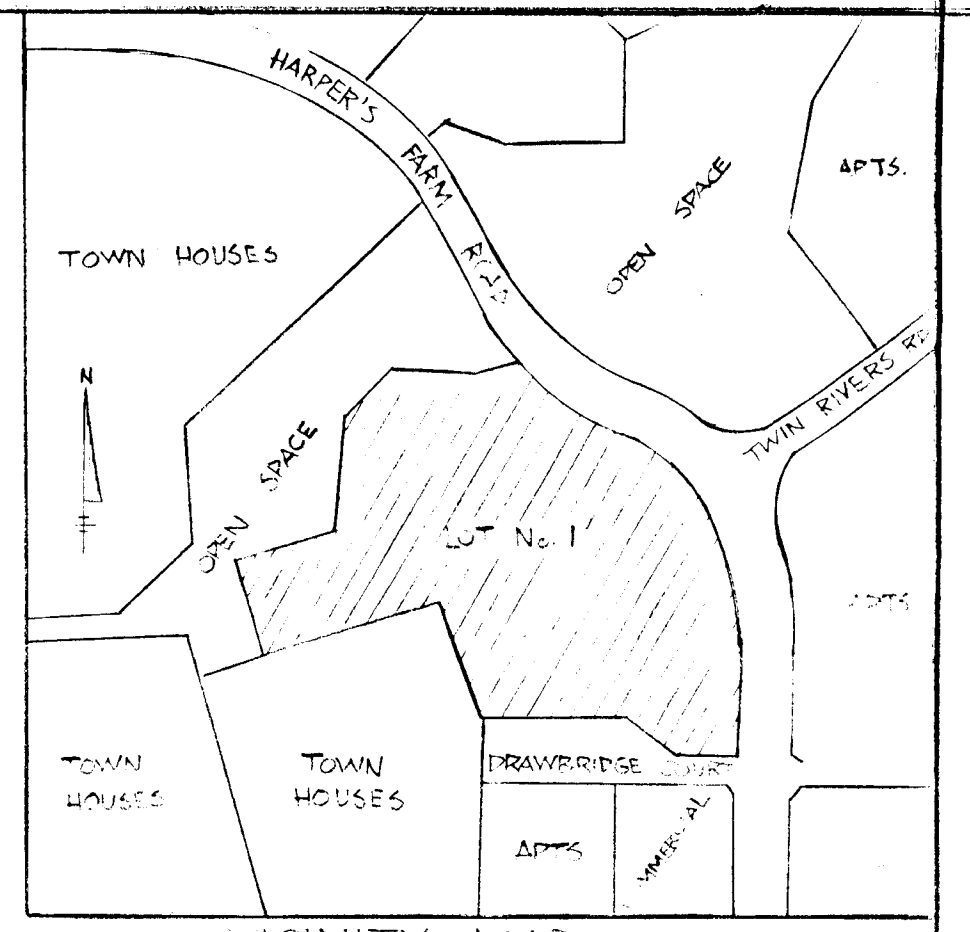 HARPER'S FARM ROAD
OPEN SPACE
APTS.
TOWN HOUSES
TWIN RIVERS RD
N
OPEN SPACE
LOT No. 1
APTS
DRAWBRIDGE COURT
TOWN
HOUSES
TOWN
HOUSES
APTS